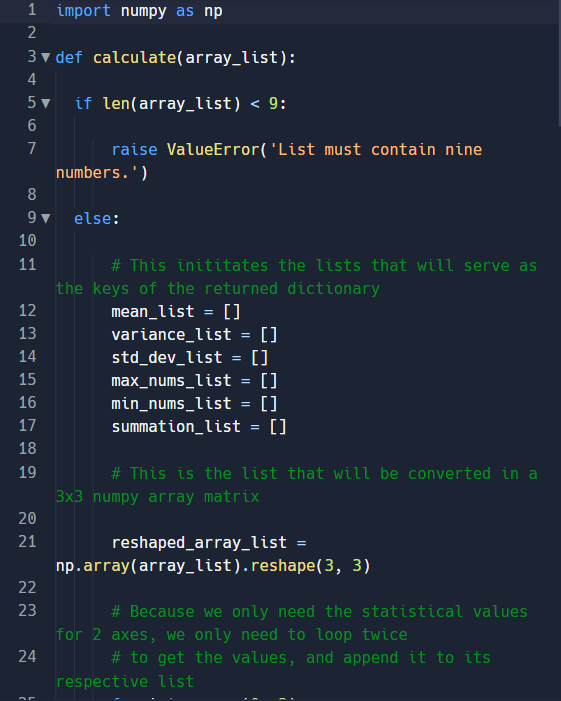 1 import numpy as np
2
3 def calculate(array_list):
4
5 if len(array_list) < 9:
6
7 raise ValueError('List must contain nine
numbers.')
8
9 else:
10
11 # This inititates the lists that will serve as
the keys of the returned dictionary
12 mean_list = []
13 variance_list = []
14 std_dev_list = []
15 max_nums_list = []
16 min_nums_list = []
17 summation_list = []
18
19 # This is the list that will be converted in a
3x3 numpy array matrix
20
21 reshaped_array_list =
np.array(array_list).reshape(3, 3)
22
23 # Because we only need the statistical values
for 2 axes, we only need to loop twice
24 # to get the values, and append it to its
respective list